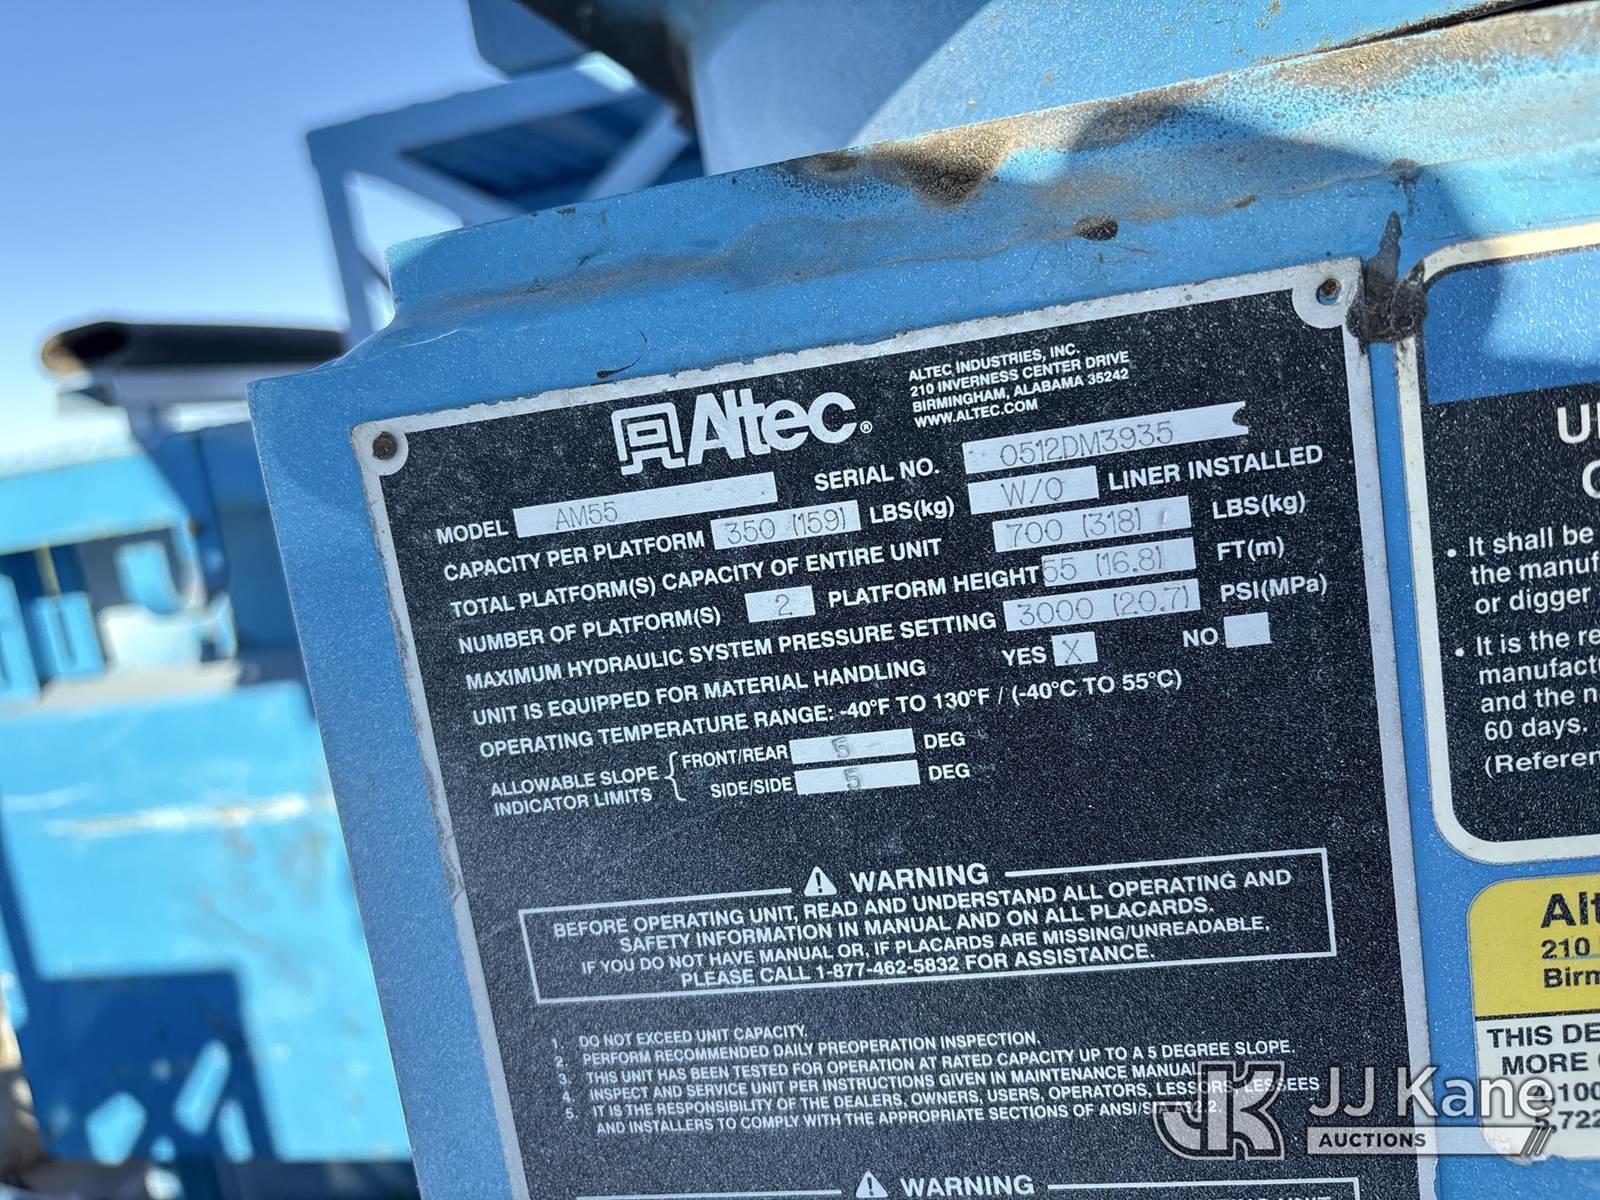 Altec®
ALTEC INDUSTRIES, INC.
210 INVERNESS CENTER DRIVE
BIRMINGHAM, ALABAMA 35242
WWW.ALTEC.COM
MODEL AM55 SERIAL NO. 0512DM3935
CAPACITY PER PLATFORM 350 (159) LBS(kg) W/O LINER INSTALLED
TOTAL PLATFORM(S) CAPACITY OF ENTIRE UNIT 700 (318) LBS(kg)
NUMBER OF PLATFORM(S) 2 PLATFORM HEIGHT 55 (16.8) FT(m)
MAXIMUM HYDRAULIC SYSTEM PRESSURE SETTING 3000 (20.7) PSI(MPa)
UNIT IS EQUIPPED FOR MATERIAL HANDLING YES X NO
OPERATING TEMPERATURE RANGE: -40°F TO 130°F / (-40°C TO 55°C)
ALLOWABLE SLOPE INDICATOR LIMITS
FRONT/REAR 5 DEG
SIDE/SIDE 5 DEG
WARNING
BEFORE OPERATING UNIT, READ AND UNDERSTAND ALL OPERATING AND
SAFETY INFORMATION IN MANUAL AND ON ALL PLACARDS.
IF YOU DO NOT HAVE MANUAL OR, IF PLACARDS ARE MISSING/UNREADABLE,
PLEASE CALL 1-877-462-5832 FOR ASSISTANCE.
1. DO NOT EXCEED UNIT CAPACITY.
2. PERFORM RECOMMENDED DAILY PREOPERATION INSPECTION.
3. THIS UNIT HAS BEEN TESTED FOR OPERATION AT RATED CAPACITY UP TO A 5 DEGREE SLOPE.
4. INSPECT AND SERVICE UNIT PER INSTRUCTIONS GIVEN IN MAINTENANCE MANUAL.
5. IT IS THE RESPONSIBILITY OF THE DEALERS, OWNERS, USERS, OPERATORS, LESSORS, LESSEES
AND INSTALLERS TO COMPLY WITH THE APPROPRIATE SECTIONS OF ANSI/SIA A92.2.
WARNING
• It shall be
the manuf
or digger
• It is the re
manufactu
and the n
60 days.
(Referen
Alt
210
Birm
THIS DE
MORE
100
5,722
JJ Kane
AUCTIONS